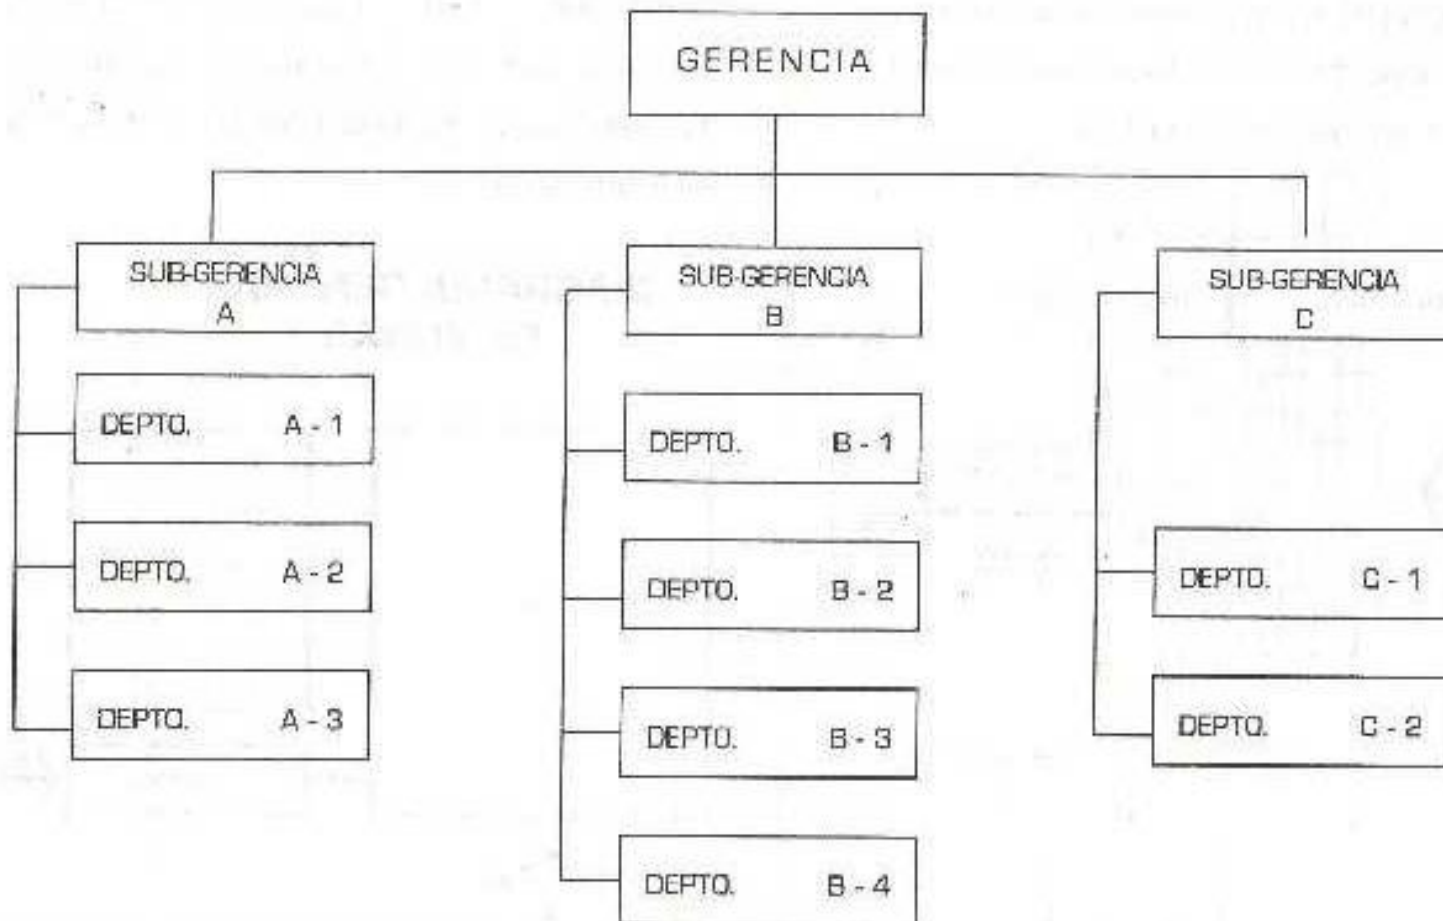 GERENCIA
SUB-GERENCIA
A
DEPTO. A - 1
DEPTO. A - 2
DEPTO. A - 3
SUB-GERENCIA
B
DEPTO. B - 1
DEPTO. B - 2
DEPTO. B - 3
DEPTO. B - 4
SUB-GERENCIA
C
DEPTO. C - 1
DEPTO. C - 2